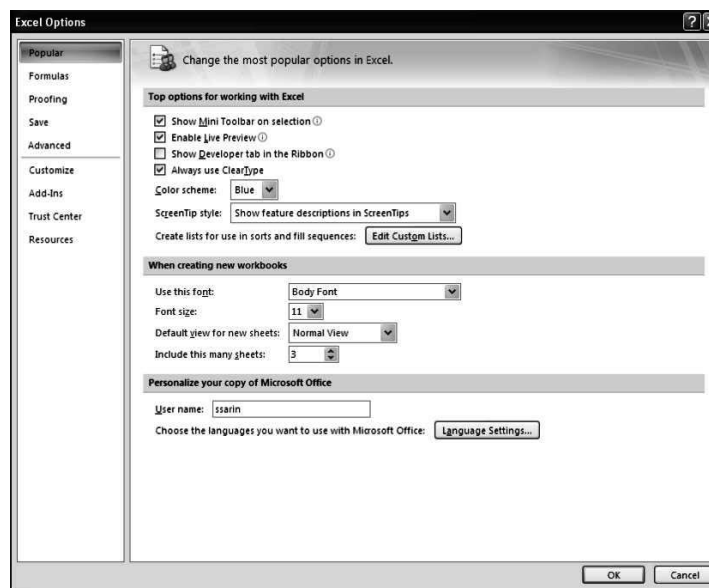 Excel Options
Popular
Formulas
Proofing
Save
Advanced
Customize
Add-Ins
Trust Center
Resources
Change the most popular options in Excel.
Top options for working with Excel
Show Mini Toolbar on selection
Enable Live Preview
Show Developer tab in the Ribbon
Always use ClearType
Color scheme: Blue
ScreenTip style: Show feature descriptions in ScreenTips
Create lists for use in sorts and fill sequences: Edit Custom Lists...
When creating new workbooks
Use this font: Body Font
Font size: 11
Default view for new sheets: Normal View
Include this many sheets: 3
Personalize your copy of Microsoft Office
User name: ssarin
Choose the languages you want to use with Microsoft Office: Language Settings...
OK Cancel